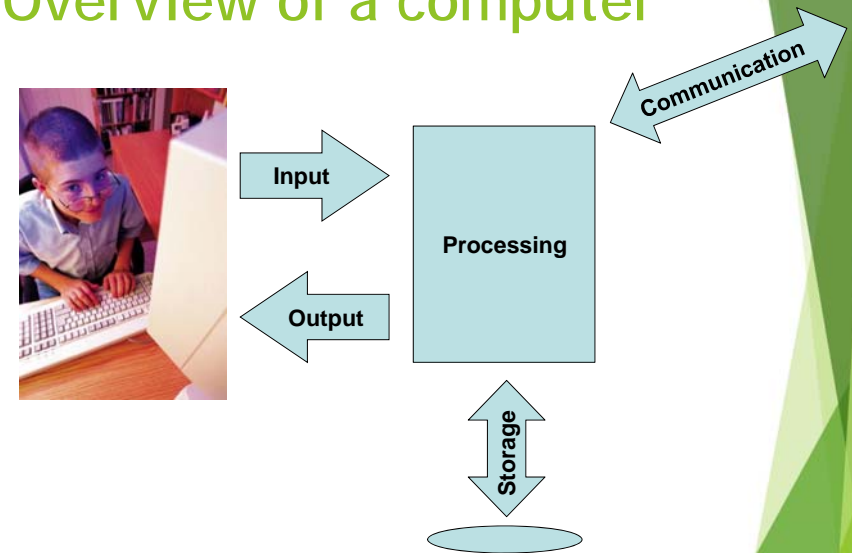 Overview of a computer
Communication
Input
Processing
Output
Storage